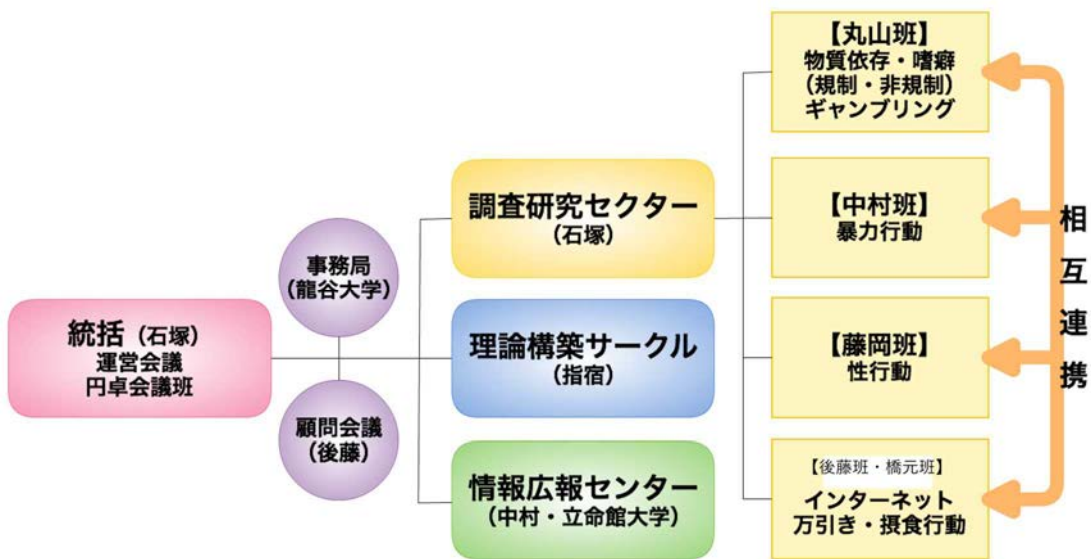 統括（石塚）
運営会議
円卓会議班
事務局
（龍谷大学）
顧問会議
（後藤）
調査研究セクター
（石塚）
理論構築サークル
（指宿）
情報広報センター
（中村・立命館大学）
【丸山班】
物質依存・嗜癖
（規制・非規制）
ギャンブリング
【中村班】
暴力行動
【藤岡班】
性行動
【後藤班・橋元班】
インターネット
万引き・摂食行動
相互連携